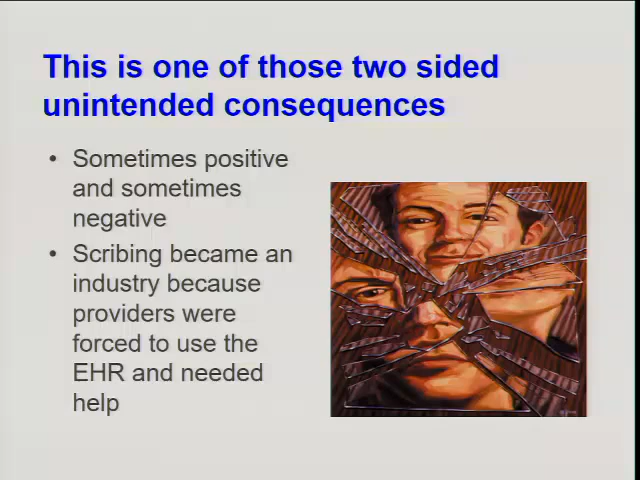 This is one of those two sided
unintended consequences
• Sometimes positive
and sometimes
negative
• Scribing became an
industry because
providers were
forced to use the
EHR and needed
help